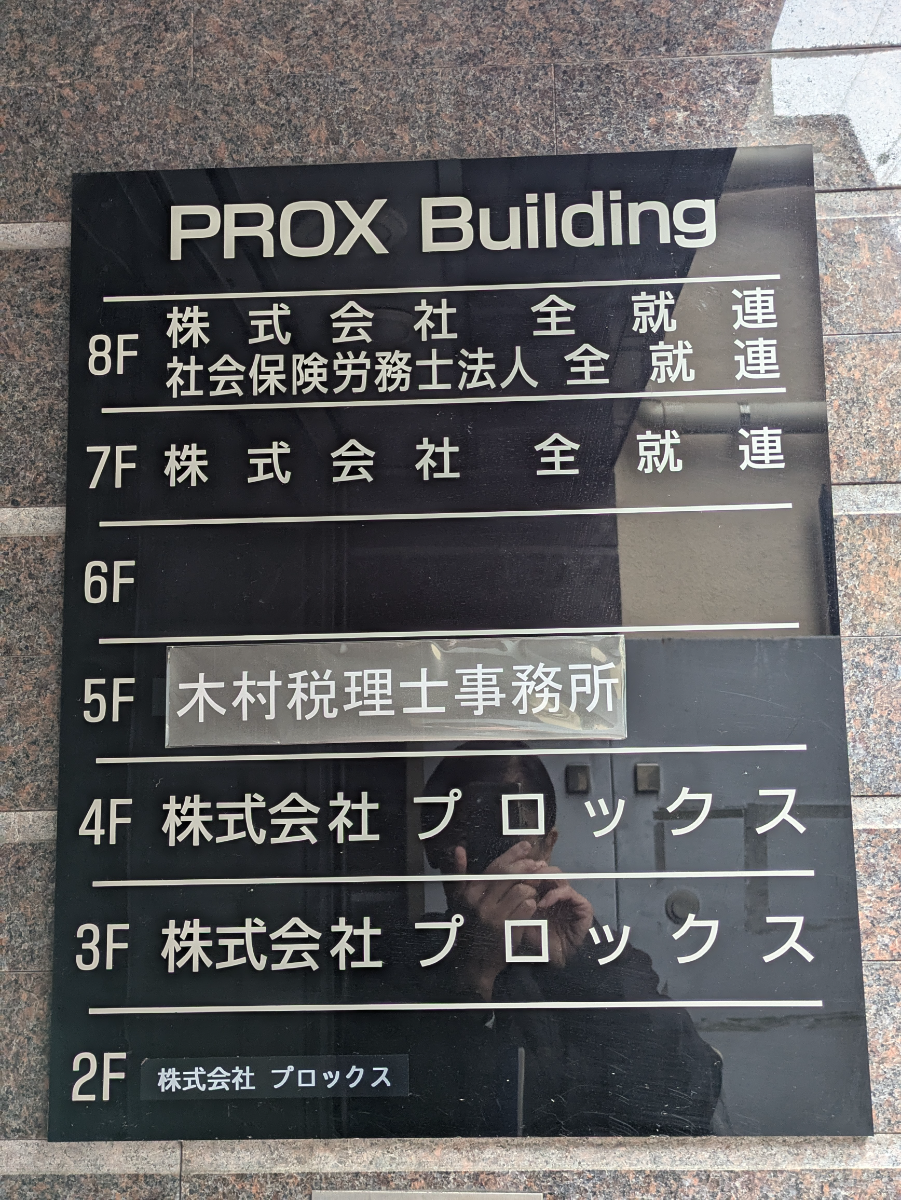 PROX Building
8F 株式会社 全就連
社会保険労務士法人 全就連
7F 株式会社 全就連
6F
5F 木村税理士事務所
4F 株式会社 プロックス
3F 株式会社 プロックス
2F 株式会社 プロックス